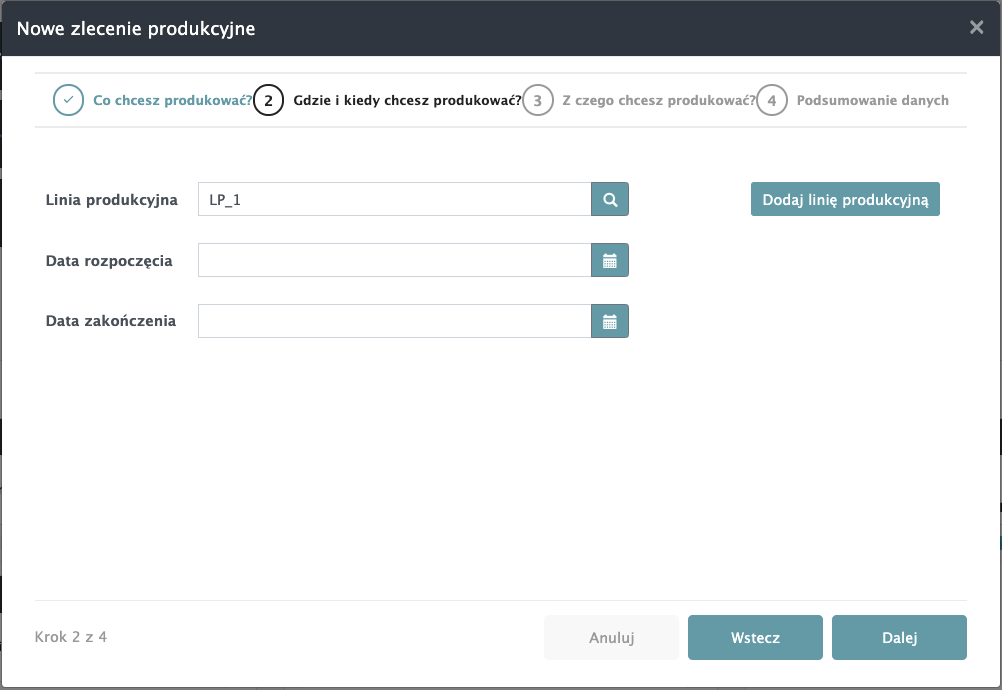 Nowe zlecenie produkcyjne
Co chcesz produkować? 2 Gdzie i kiedy chcesz produkować? 3 Z czego chcesz produkować? 4 Podsumowanie danych
Linia produkcyjna LP_1 Dodaj linię produkcyjną
Data rozpoczęcia
Data zakończenia
Krok 2 z 4 Anuluj Wstecz Dalej